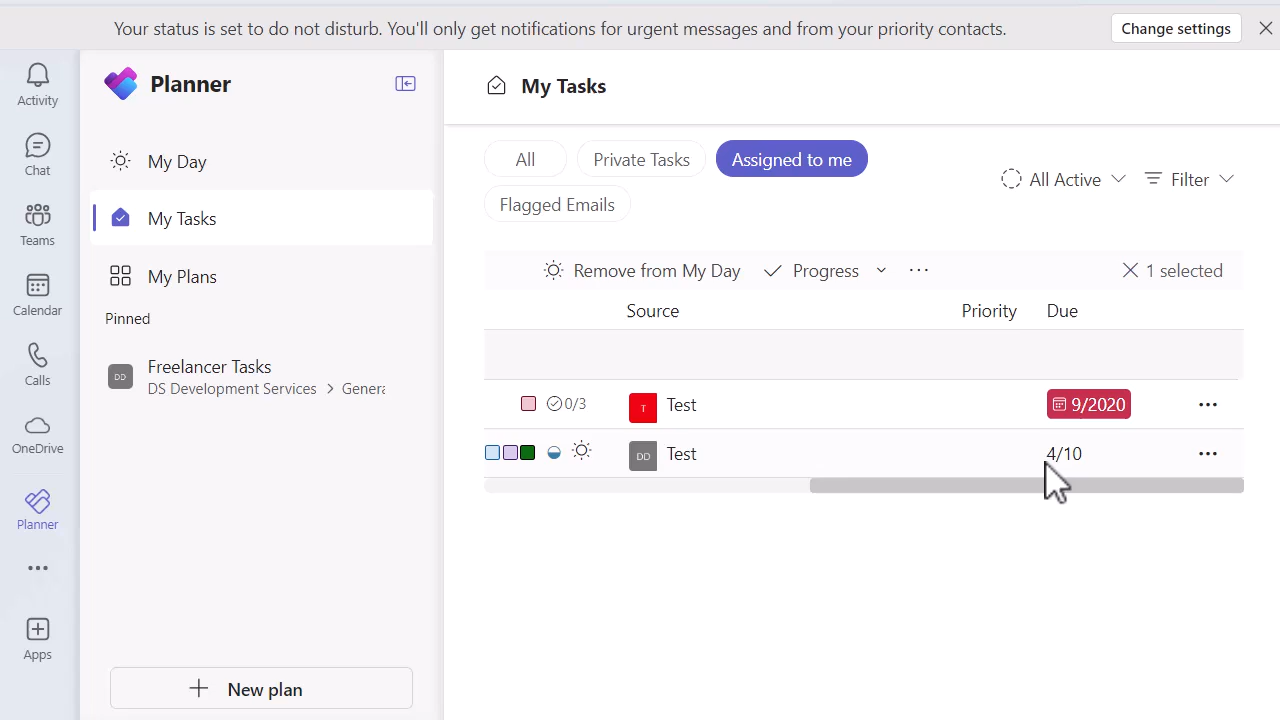 Your status is set to do not disturb. You'll only get notifications for urgent messages and from your priority contacts.
Change settings
Activity
Chat
Teams
Calendar
Calls
OneDrive
Planner
Apps
Planner
My Day
My Tasks
My Plans
Pinned
DD
Freelancer Tasks
DS Development Services > Genera
New plan
My Tasks
All
Private Tasks
Assigned to me
Flagged Emails
All Active
Filter
Remove from My Day
Progress
1 selected
Source
Priority
Due
0/3
T
Test
9/2020
DD
Test
4/10